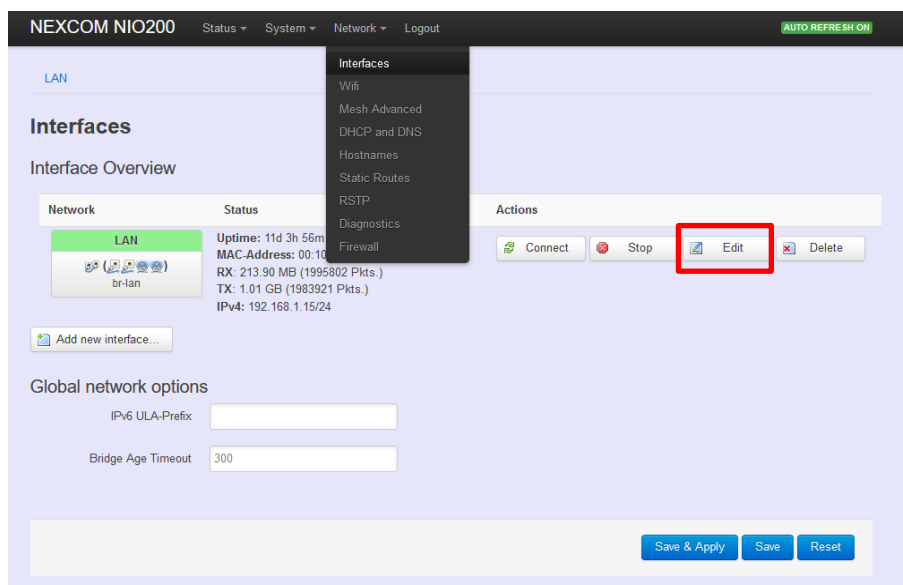 NEXCOM NIO200 Status System Network Logout AUTO REFRESH ON
Interfaces
Wifi
Mesh Advanced
DHCP and DNS
Hostnames
Static Routes
RSTP
Diagnostics
Firewall
LAN
Interfaces
Interface Overview
Network Status Actions
LAN
br-lan
Uptime: 11d 3h 56m
MAC-Address: 00:10
RX: 213.90 MB (1995802 Pkts.)
TX: 1.01 GB (1983921 Pkts.)
IPv4: 192.168.1.15/24
Connect Stop Edit Delete
Add new interface...
Global network options
IPv6 ULA-Prefix
Bridge Age Timeout 300
Save & Apply Save Reset